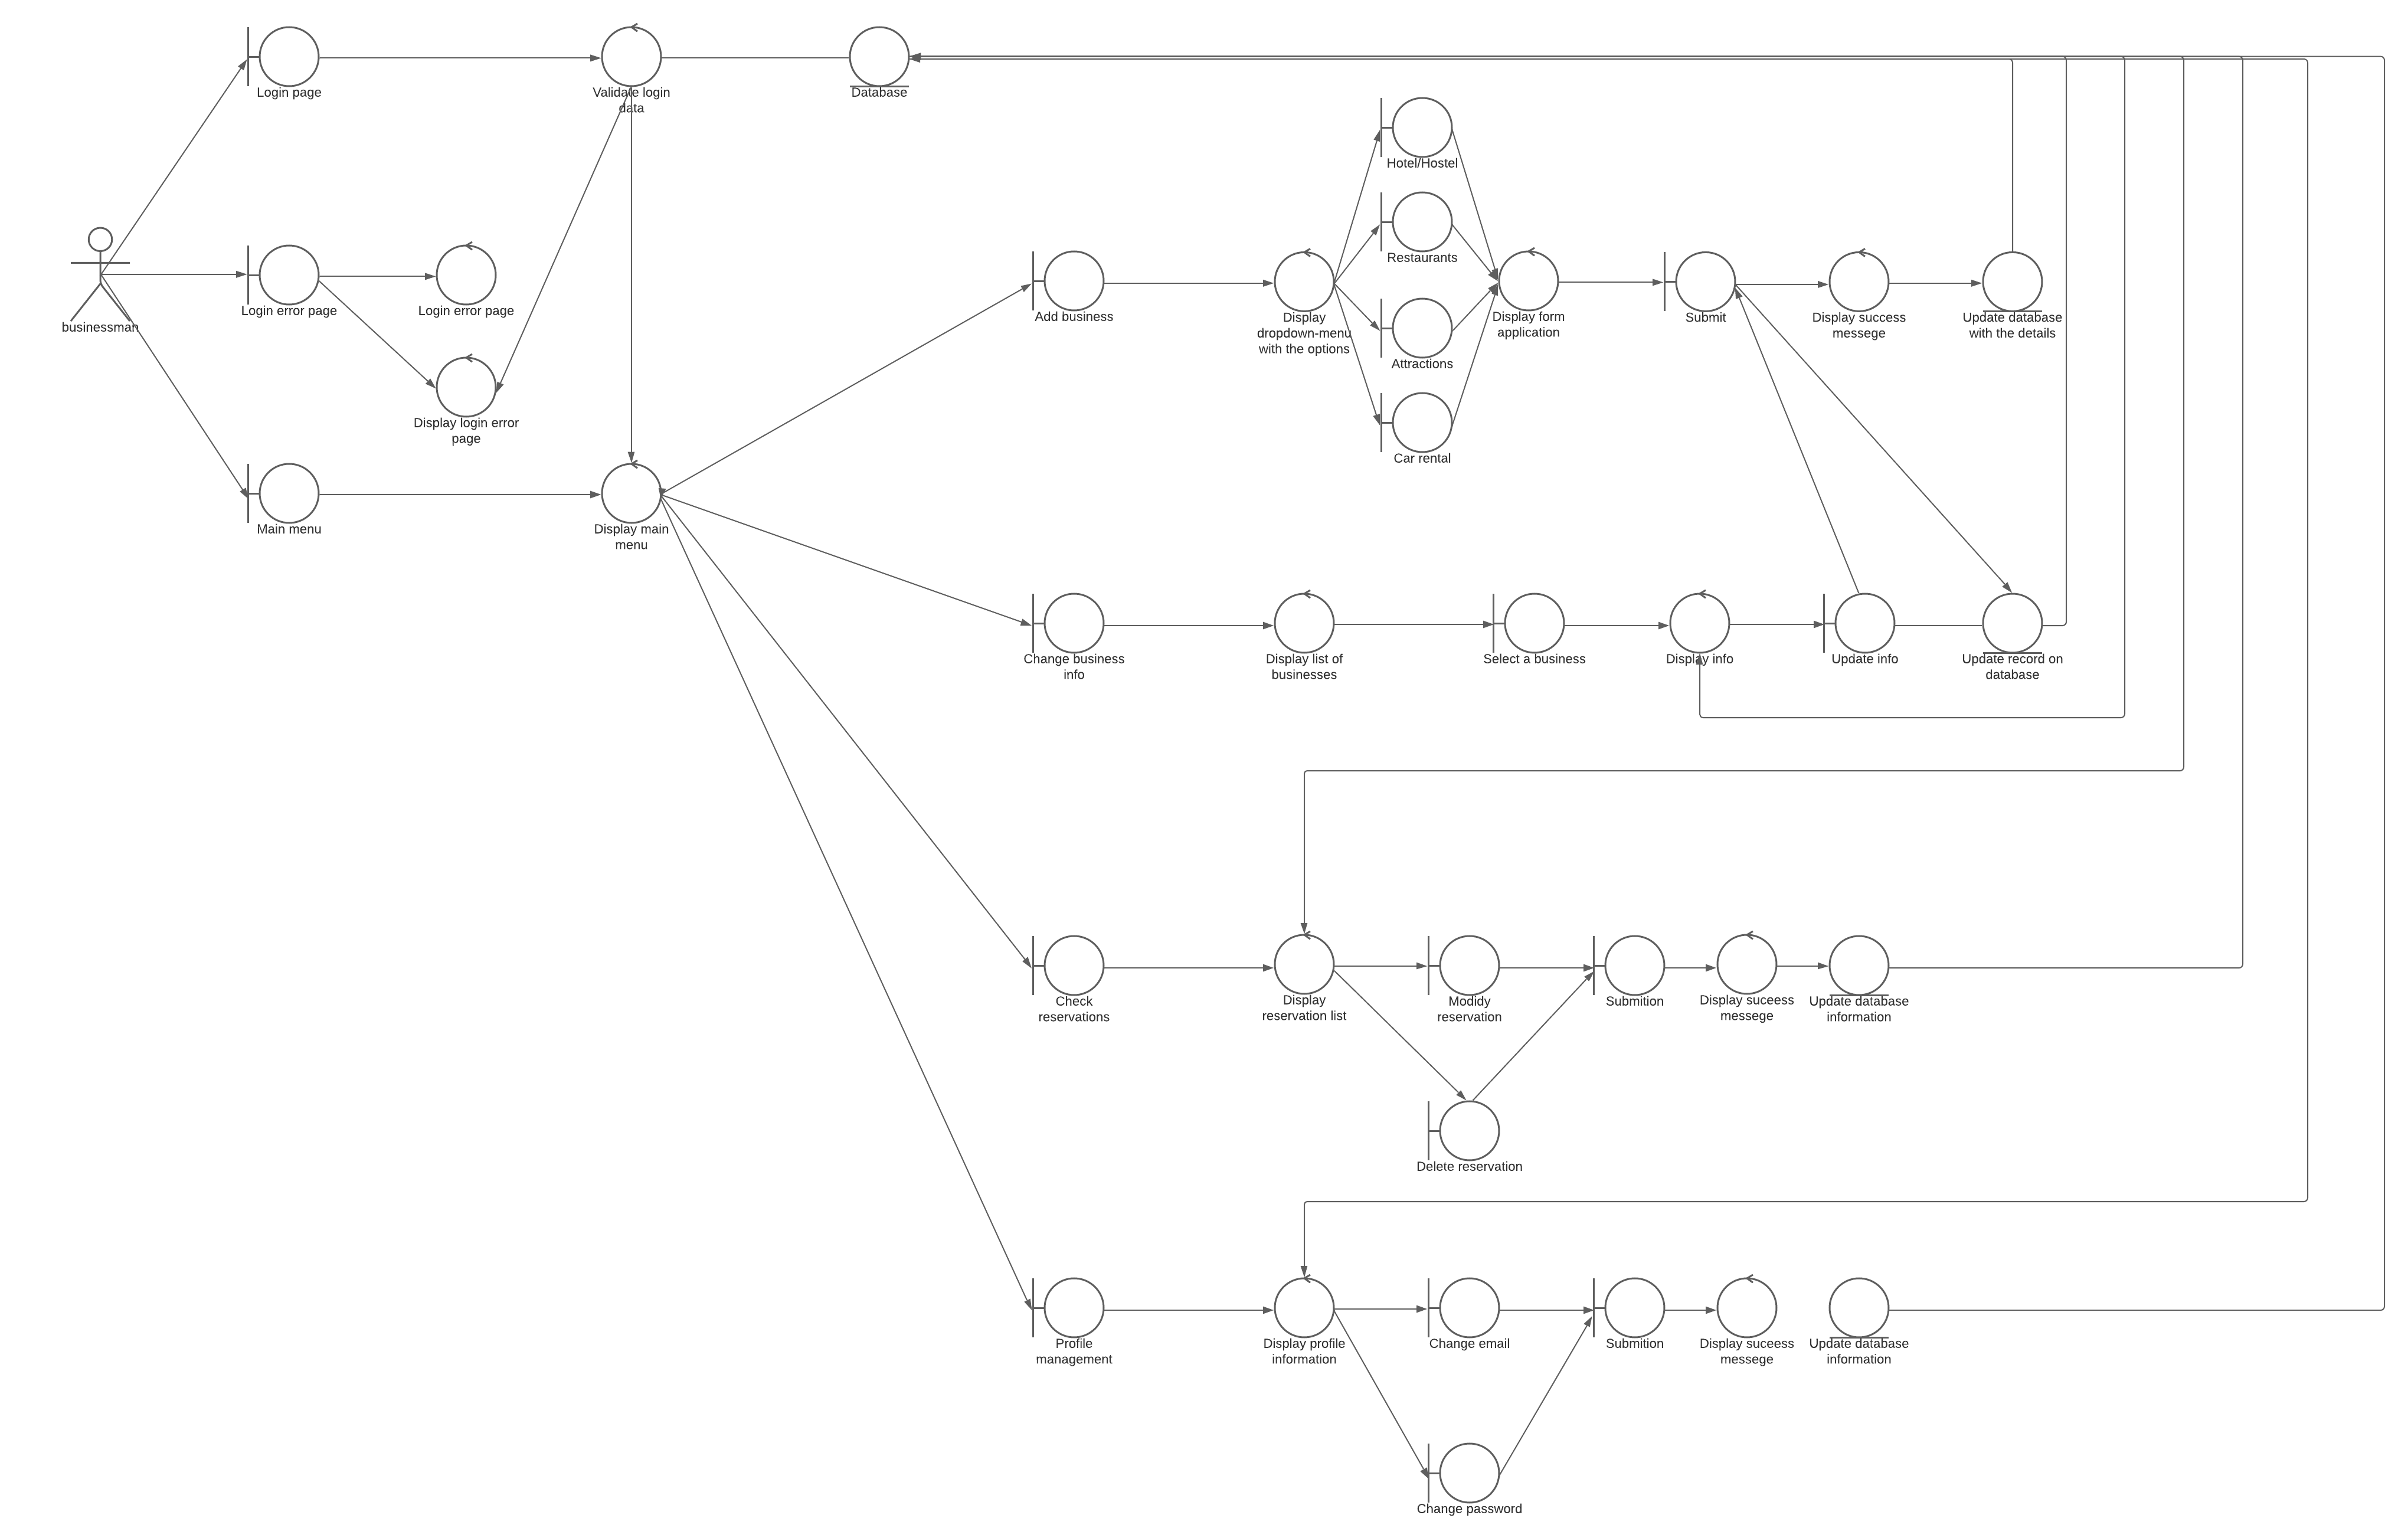 Login page
Validate login
data
Database
Hotel/Hostel
Restaurants
businessman
Login error page
Login error page
Add business
Display
dropdown-menu
with the options
Attractions
Display form
application
Submit
Display success
messege
Update database
with the details
Display login error
page
Car rental
Main menu
Display main
menu
Change business
info
Display list of
businesses
Select a business
Display info
Update info
Update record on
database
Check
reservations
Display
reservation list
Modidy
reservation
Submition
Display suceess
messege
Update database
information
Delete reservation
Profile
management
Display profile
information
Change email
Submition
Display suceess
messege
Update database
information
Change password